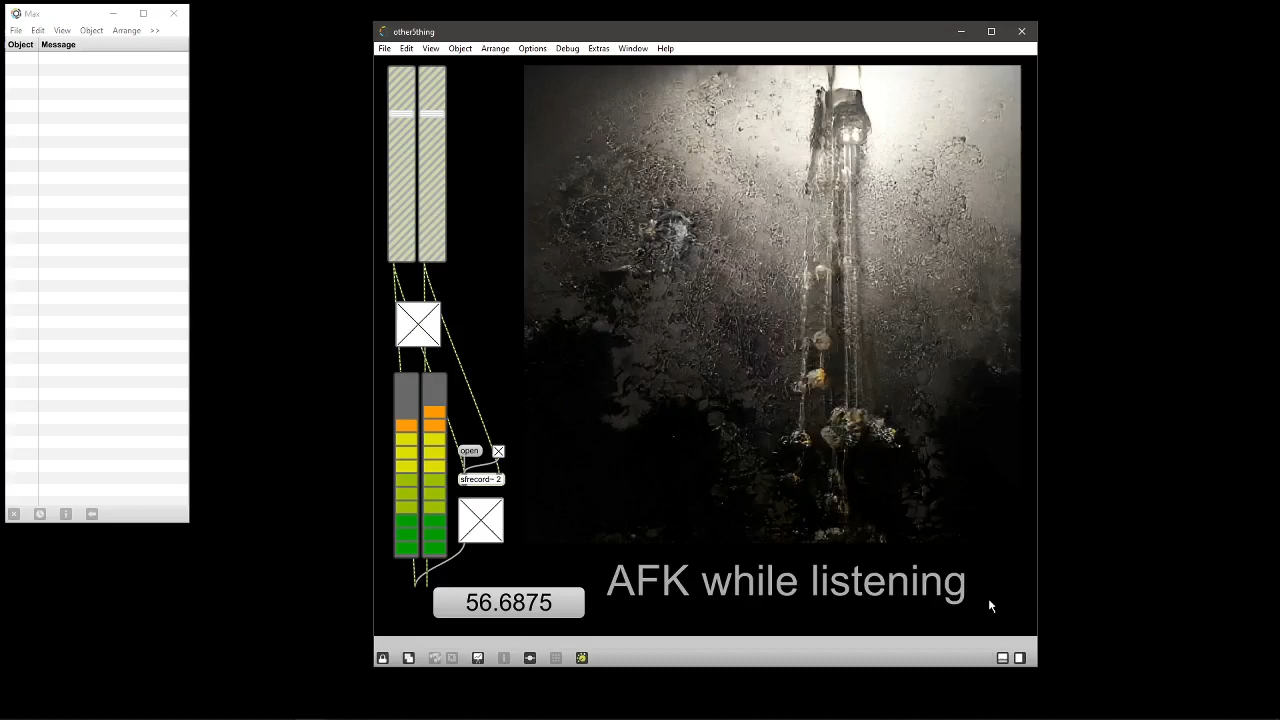 Max
File Edit View Object Arrange >>
Object Message
other5thing
File Edit View Object Arrange Options Debug Extras Window Help
open
sfrecord~ 2
56.6875
AFK while listening